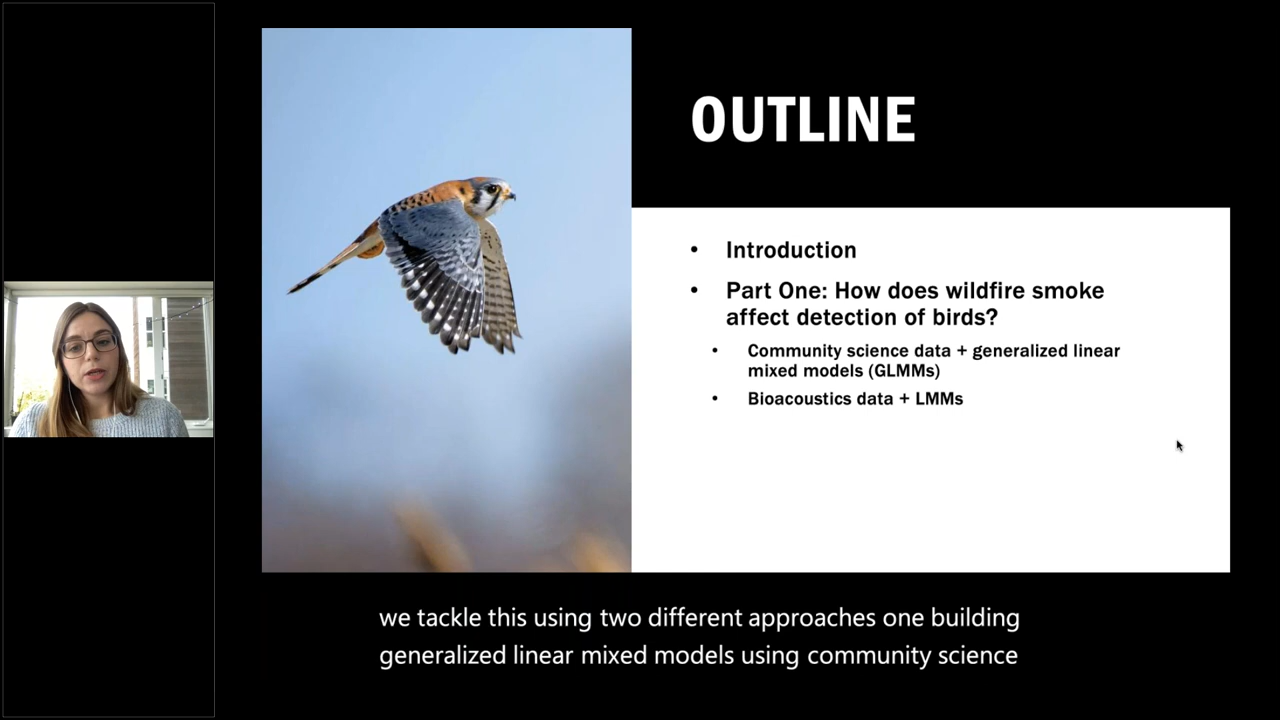 OUTLINE
• Introduction
• Part One: How does wildfire smoke
affect detection of birds?
• Community science data + generalized linear
mixed models (GLMMs)
• Bioacoustics data + LMMs
we tackle this using two different approaches one building
generalized linear mixed models using community science